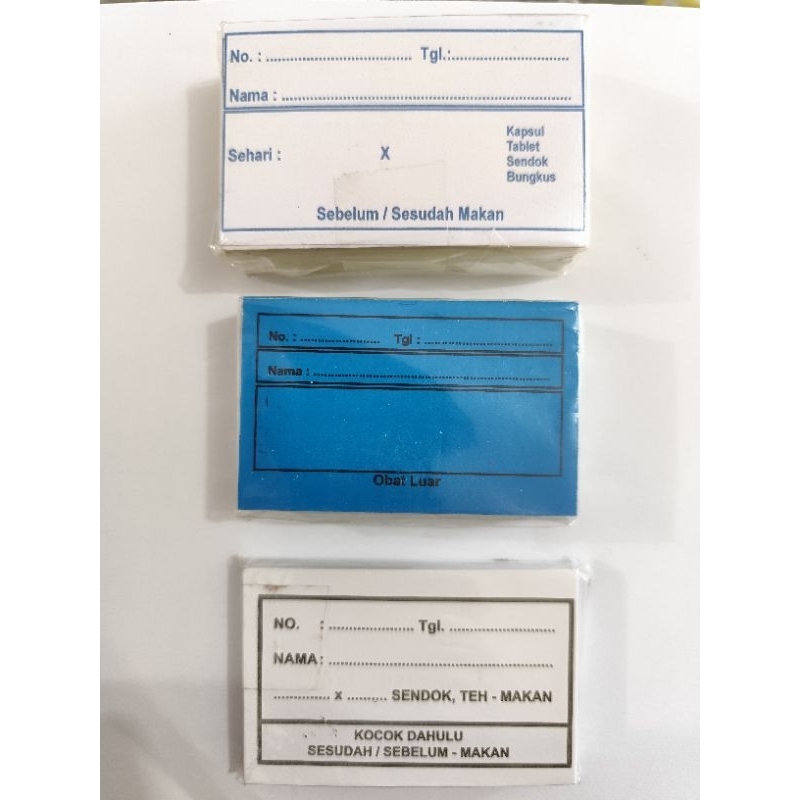 No. : .................................... Tgl.:.............................
Nama : .........................................................................
Sehari : X
Kapsul
Tablet
Sendok
Bungkus
Sebelum / Sesudah Makan
No. : .................... Tgl : ................................
Nama : ...........................................................
Obat Luar
NO. : ..................... Tgl. ..........................
NAMA : ........................................................
.............. x .......... SENDOK, TEH - MAKAN
KOCOK DAHULU
SESUDAH / SEBELUM - MAKAN